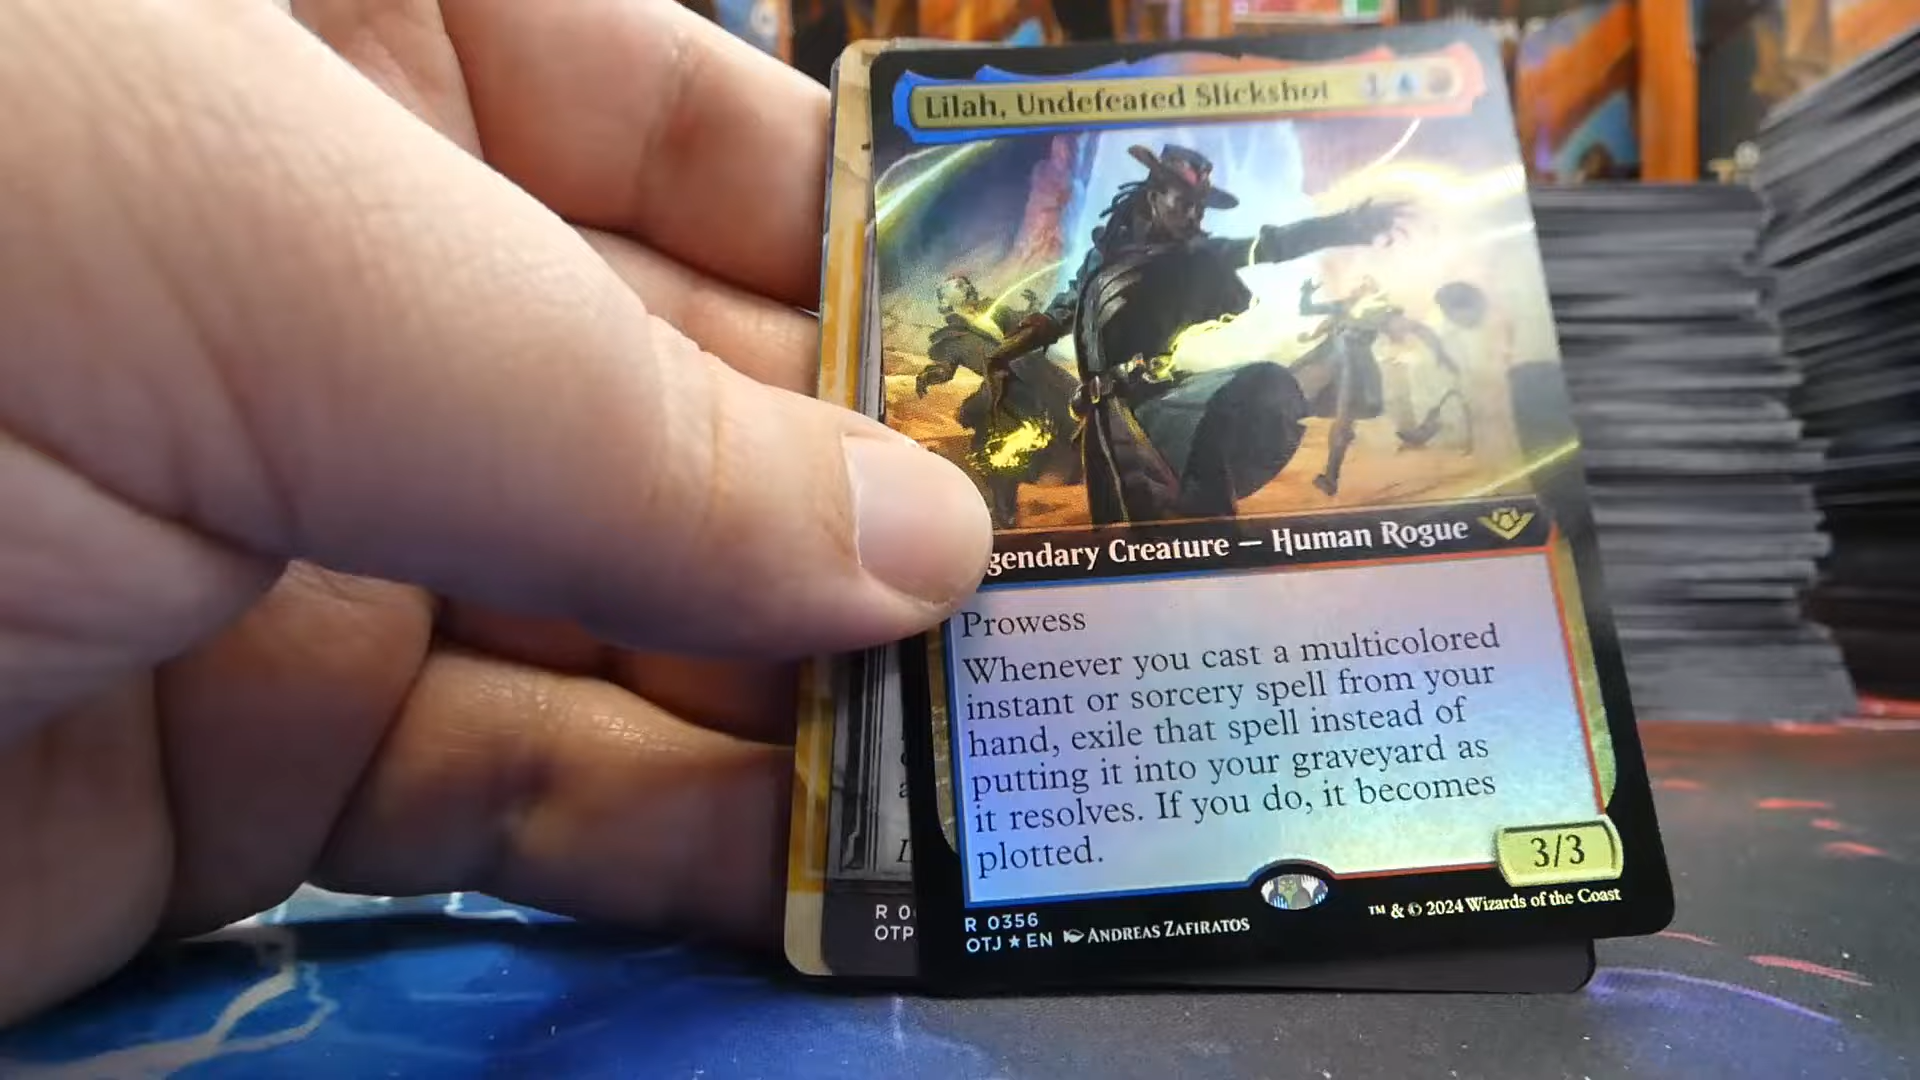 Lilah, Undefeated Slickshot 1
gendary Creature — Human Rogue
Prowess
Whenever you cast a multicolored
instant or sorcery spell from your
hand, exile that spell instead of
putting it into your graveyard as
it resolves. If you do, it becomes
plotted.
3/3
R 0356
OTJ ★ EN ANDREAS ZAFIRATOS
™ & © 2024 Wizards of the Coast
R 0
OTP